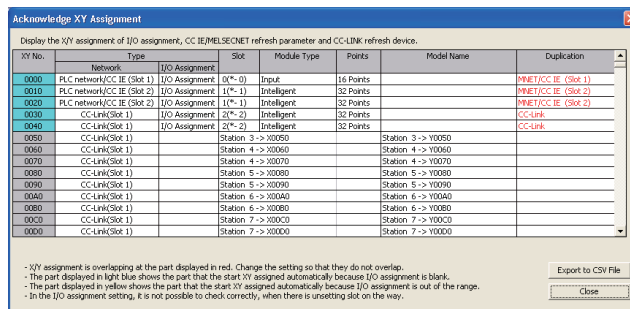 Acknowledge XY Assignment
Display the X/Y assignment of I/O assignment, CC IE/MELSECNET refresh parameter and CC-LINK refresh device.
XY No. Type Slot Module Type Points Model Name Duplication
Network I/O Assignment
0000 PLC network/CC IE (Slot 1) I/O Assignment 0(*- 0) Input 16 Points MNET/CC IE (Slot 1)
0010 PLC network/CC IE (Slot 2) I/O Assignment 1(*- 1) Intelligent 32 Points MNET/CC IE (Slot 2)
0020 PLC network/CC IE (Slot 2) I/O Assignment 1(*- 1) Intelligent 32 Points MNET/CC IE (Slot 2)
0030 CC-Link(Slot 1) I/O Assignment 2(*- 2) Intelligent 32 Points CC-Link
0040 CC-Link(Slot 1) I/O Assignment 2(*- 2) Intelligent 32 Points CC-Link
0050 CC-Link(Slot 1) Station 3 -> X0050 Station 3 -> Y0050
0060 CC-Link(Slot 1) Station 4 -> X0060 Station 4 -> Y0060
0070 CC-Link(Slot 1) Station 4 -> X0070 Station 4 -> Y0070
0080 CC-Link(Slot 1) Station 5 -> X0080 Station 5 -> Y0080
0090 CC-Link(Slot 1) Station 5 -> X0090 Station 5 -> Y0090
00A0 CC-Link(Slot 1) Station 6 -> X00A0 Station 6 -> Y00A0
00B0 CC-Link(Slot 1) Station 6 -> X00B0 Station 6 -> Y00B0
00C0 CC-Link(Slot 1) Station 7 -> X00C0 Station 7 -> Y00C0
00D0 CC-Link(Slot 1) Station 7 -> X00D0 Station 7 -> Y00D0
- X/Y assignment is overlapping at the part displayed in red. Change the setting so that they do not overlap.
- The part displayed in light blue shows the part that the start XY assigned automatically because I/O assignment is blank.
- The part displayed in yellow shows the part that the start XY assigned automatically because I/O assignment is out of the range.
- In the I/O assignment setting, it is not possible to check correctly, when there is unsetting slot on the way.
Export to CSV File
Close